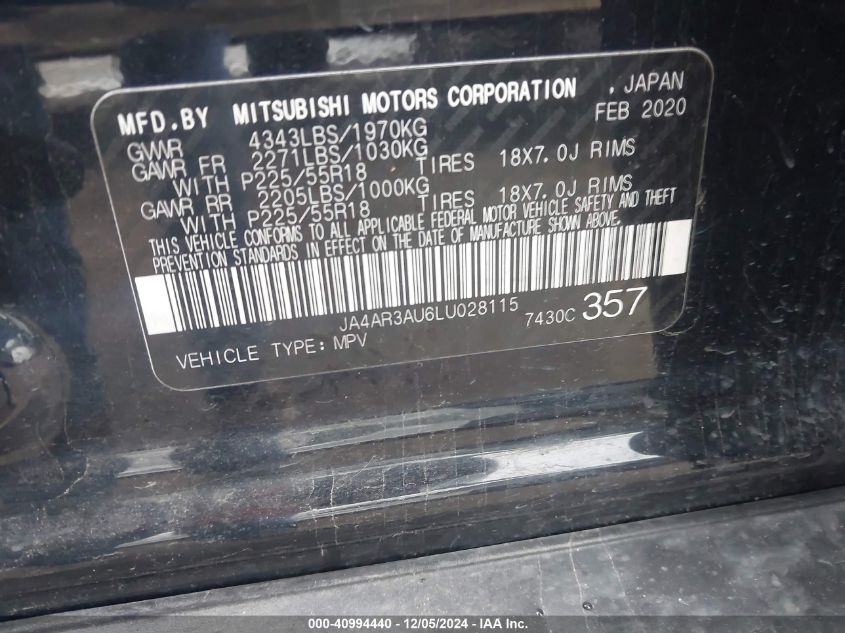 MFD.BY MITSUBISHI MOTORS CORPORATION , JAPAN
FEB 2020
GVWR 4343LBS/1970KG
GAWR FR 2271LBS/1030KG
WITH P225/55R18 TIRES 18X7.0J RIMS
GAWR RR 2205LBS/1000KG
WITH P225/55R18 TIRES 18X7.0J RIMS
THIS VEHICLE CONFORMS TO ALL APPLICABLE FEDERAL MOTOR VEHICLE SAFETY AND THEFT
PREVENTION STANDARDS IN EFFECT ON THE DATE OF MANUFACTURE SHOWN ABOVE.
JA4AR3AU6LU028115 7430C 357
VEHICLE TYPE: MPV
000-40994440 - 12/05/2024 - IAA Inc.